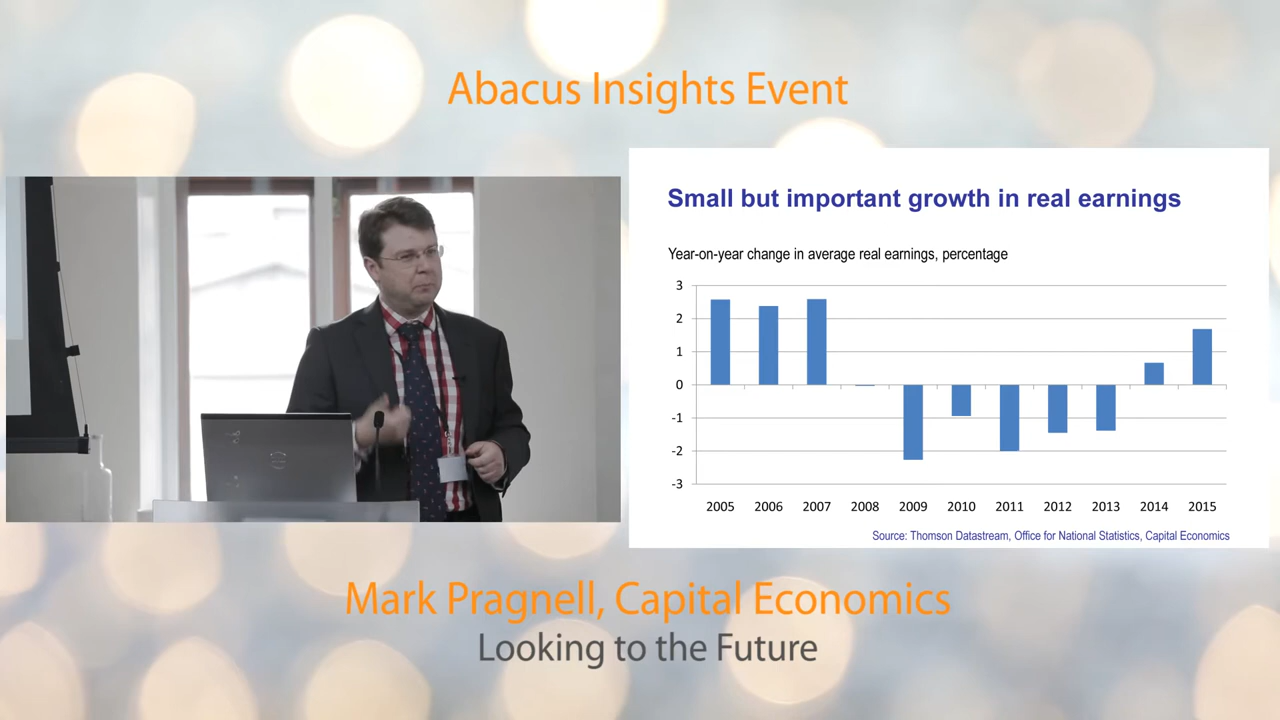 Abacus Insights Event
Small but important growth in real earnings
Year-on-year change in average real earnings, percentage
3
2
1
0
-1
-2
-3
2005 2006 2007 2008 2009 2010 2011 2012 2013 2014 2015
Source: Thomson Datastream, Office for National Statistics, Capital Economics
Mark Pragnell, Capital Economics
Looking to the Future